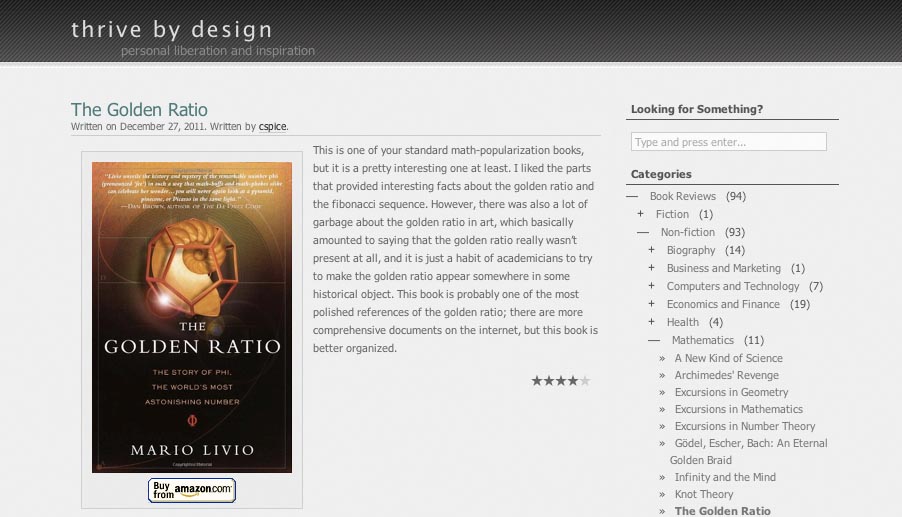 thrive by design
personal liberation and inspiration
The Golden Ratio
Written on December 27, 2011. Written by cspice.
"Livio unveils the history and mystery of the remarkable number phi
(pronounced 'fie') in such a way that math-buffs and math-phobes alike
can celebrate her wonder... you will never again look at a pyramid,
pinecone, or Picasso in the same light."
—DAN BROWN, AUTHOR OF THE DA VINCI CODE
THE
GOLDEN RATIO
THE STORY OF PHI,
THE WORLD'S MOST
ASTONISHING NUMBER
Φ
MARIO LIVIO
Copyrighted Material
Buy
from amazon.com
This is one of your standard math-popularization books,
but it is a pretty interesting one at least. I liked the parts
that provided interesting facts about the golden ratio and
the fibonacci sequence. However, there was also a lot of
garbage about the golden ratio in art, which basically
amounted to saying that the golden ratio really wasn't
present at all, and it is just a habit of academicians to try
to make the golden ratio appear somewhere in some
historical object. This book is probably one of the most
polished references of the golden ratio; there are more
comprehensive documents on the internet, but this book is
better organized.
★★★★★
Looking for Something?
Type and press enter...
Categories
— Book Reviews (94)
+ Fiction (1)
— Non-fiction (93)
+ Biography (14)
+ Business and Marketing (1)
+ Computers and Technology (7)
+ Economics and Finance (19)
+ Health (4)
— Mathematics (11)
» A New Kind of Science
» Archimedes' Revenge
» Excursions in Geometry
» Excursions in Mathematics
» Excursions in Number Theory
» Gödel, Escher, Bach: An Eternal
Golden Braid
» Infinity and the Mind
» Knot Theory
» The Golden Ratio